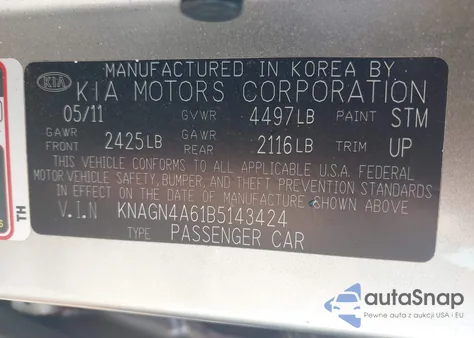 MANUFACTURED IN KOREA BY
KIA KIA MOTORS CORPORATION
05/11 GVWR 4497LB PAINT STM
GAWR FRONT 2425LB GAWR REAR 2116LB TRIM UP
THIS VEHICLE CONFORMS TO ALL APPLICABLE U.S.A. FEDERAL
MOTOR VEHICLE SAFETY, BUMPER, AND THEFT PREVENTION STANDARDS
IN EFFECT ON THE DATE OF MANUFACTURE SHOWN ABOVE
V.I.N KNAGN4A61B5143424
TYPE PASSENGER CAR
TH
autoSnap
Pewne auta z aukcji USA i EU